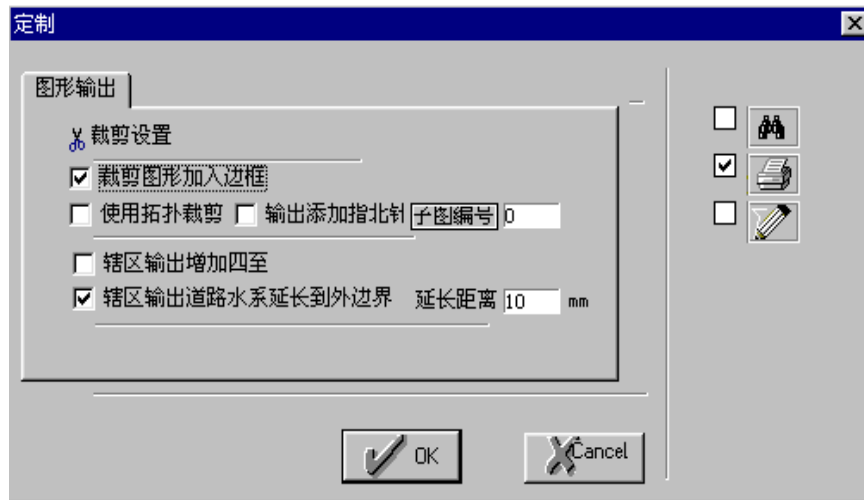 定制
图形输出
裁剪设置
裁剪图形加入边框
使用拓扑裁剪 输出添加指北针 子图编号 0
辖区输出增加四至
辖区输出道路水系延长到外边界 延长距离 10 mm
OK Cancel